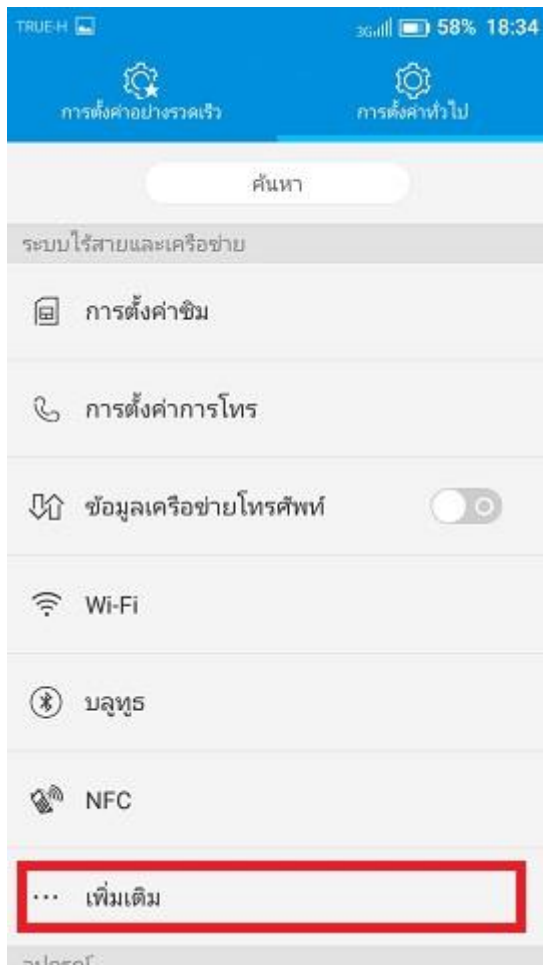 TRUE-H 3G 58% 18:34
การตั้งค่าอย่างรวดเร็ว การตั้งค่าทั่วไป
ค้นหา
ระบบไร้สายและเครือข่าย
การตั้งค่าซิม
การตั้งค่าการโทร
ข้อมูลเครือข่ายโทรศัพท์
Wi-Fi
บลูทูธ
NFC
เพิ่มเติม